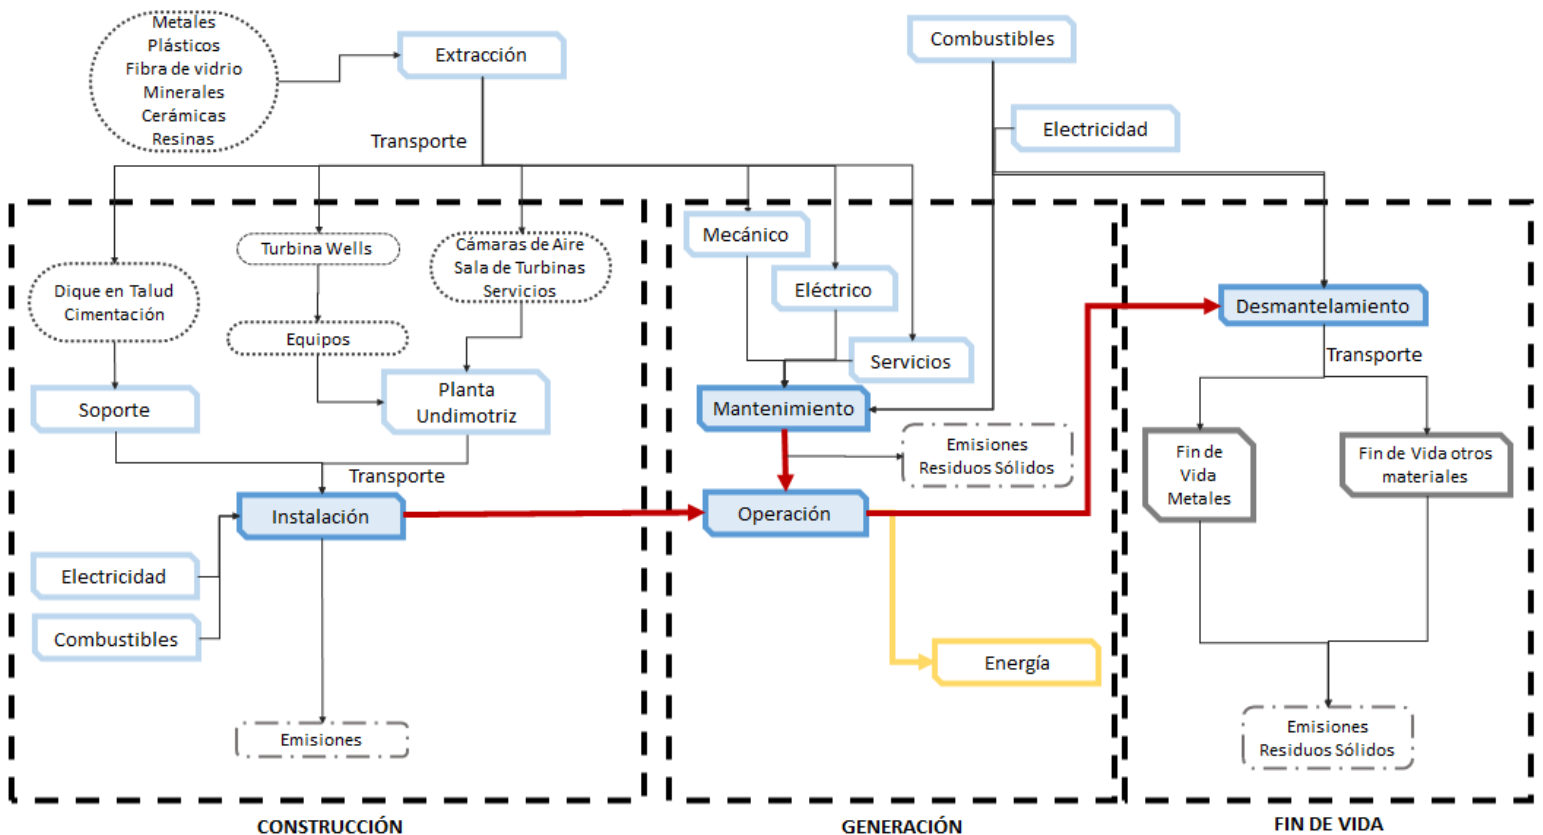 Metales
Plásticos
Fibra de vidrio
Minerales
Cerámicas
Resinas
Extracción
Combustibles
Electricidad
Transporte
Dique en Talud
Cimentación
Turbina Wells
Cámaras de Aire
Sala de Turbinas
Servicios
Equipos
Soporte
Planta
Undimotriz
Transporte
Instalación
Electricidad
Combustibles
Emisiones
CONSTRUCCIÓN
Mecánico
Eléctrico
Servicios
Mantenimiento
Emisiones
Residuos Sólidos
Operación
Energía
GENERACIÓN
Desmantelamiento
Transporte
Fin de
Vida
Metales
Fin de Vida otros
materiales
Emisiones
Residuos Sólidos
FIN DE VIDA